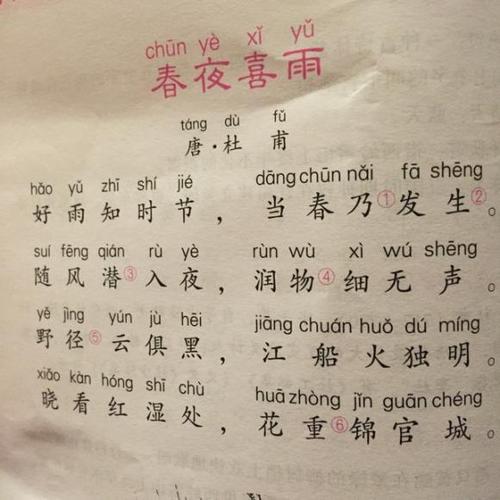 chūn yè xǐ yǔ
春夜喜雨
táng dù fǔ
唐·杜甫
hǎo yǔ zhī shí jié dāng chūn nǎi fā shēng
好雨知时节，当春乃①发生②。
suí fēng qián rù yè rùn wù xì wú shēng
随风潜③入夜，润物④细无声。
yě jìng yún jù hēi jiāng chuán huǒ dú míng
野径⑤云俱黑，江船火独明。
xiǎo kàn hóng shī chù huā zhòng jǐn guān chéng
晓看红湿处，花重⑥锦官城。